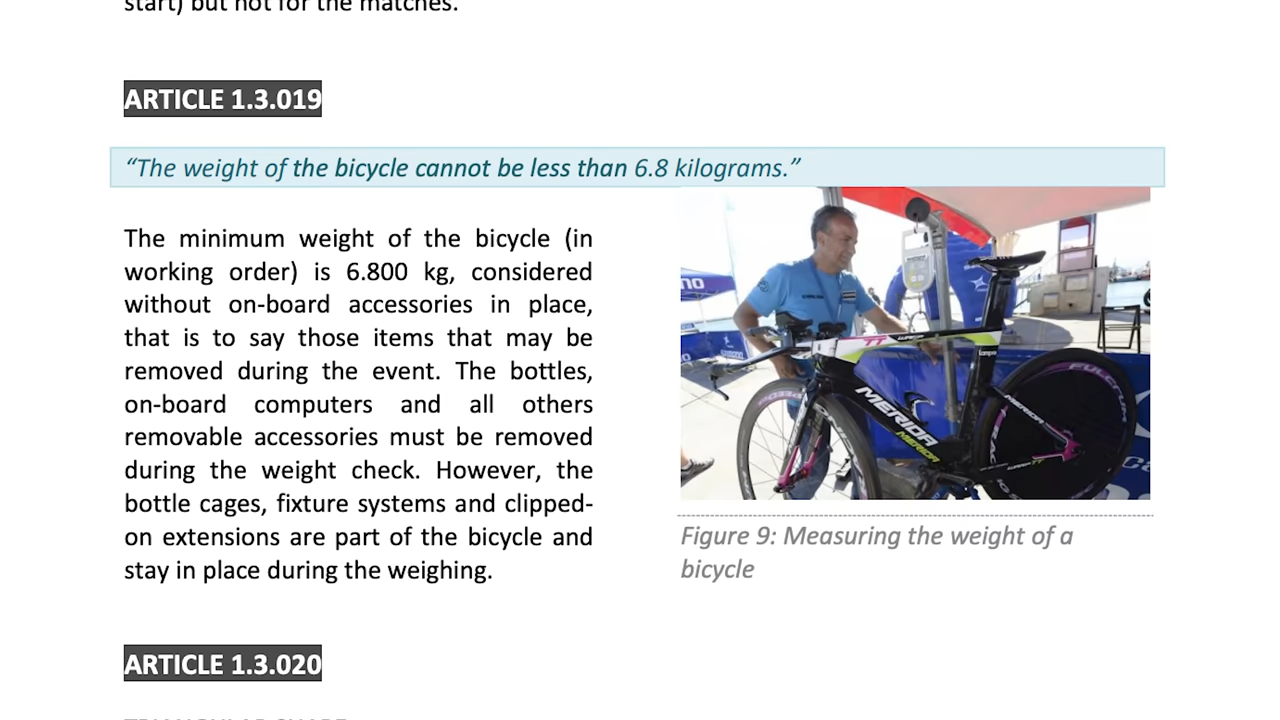 start) but not for the matches.
ARTICLE 1.3.019
“The weight of the bicycle cannot be less than 6.8 kilograms.”
The minimum weight of the bicycle (in
working order) is 6.800 kg, considered
without on-board accessories in place,
that is to say those items that may be
removed during the event. The bottles,
on-board computers and all others
removable accessories must be removed
during the weight check. However, the
bottle cages, fixture systems and clipped-
on extensions are part of the bicycle and
stay in place during the weighing.
TT
MERIDA
MERIDA
MERIDA
Figure 9: Measuring the weight of a
bicycle
ARTICLE 1.3.020
TRIANGULAR SHAPE